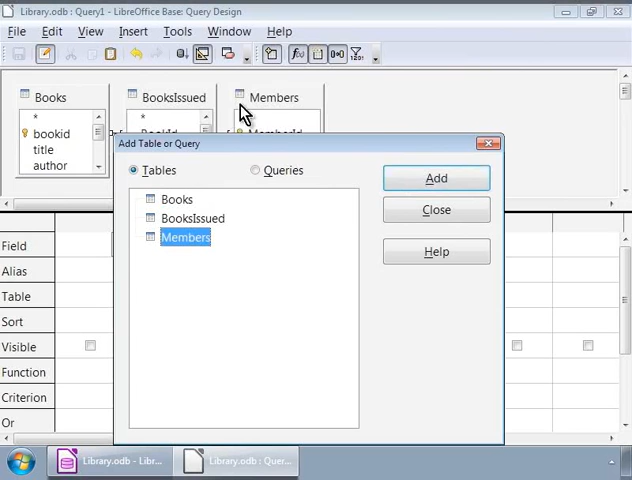 Library.odb : Query1 - LibreOffice Base: Query Design
File Edit View Insert Tools Window Help
f(x)
Books BooksIssued Members
* *
bookid
title
author
Add Table or Query
Tables Queries
Books
BooksIssued
Members
Add
Close
Help
Field
Alias
Table
Sort
Visible
Function
Criterion
Or
Library.odb - Libr... Library.odb : Quer...